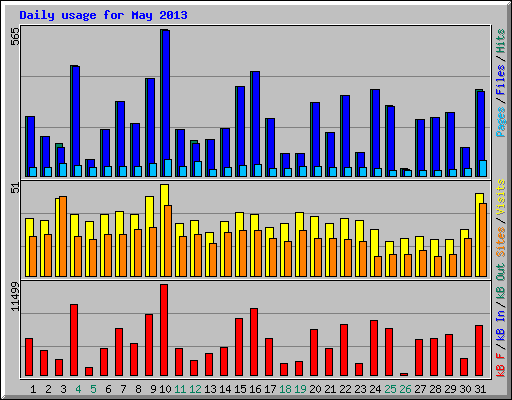 Daily usage for May 2013
565
Pages / Files / Hits
51
Sites / Visits
11499
kB F / kB In / kB Out
1 2 3 4 5 6 7 8 9 10 11 12 13 14 15 16 17 18 19 20 21 22 23 24 25 26 27 28 29 30 31